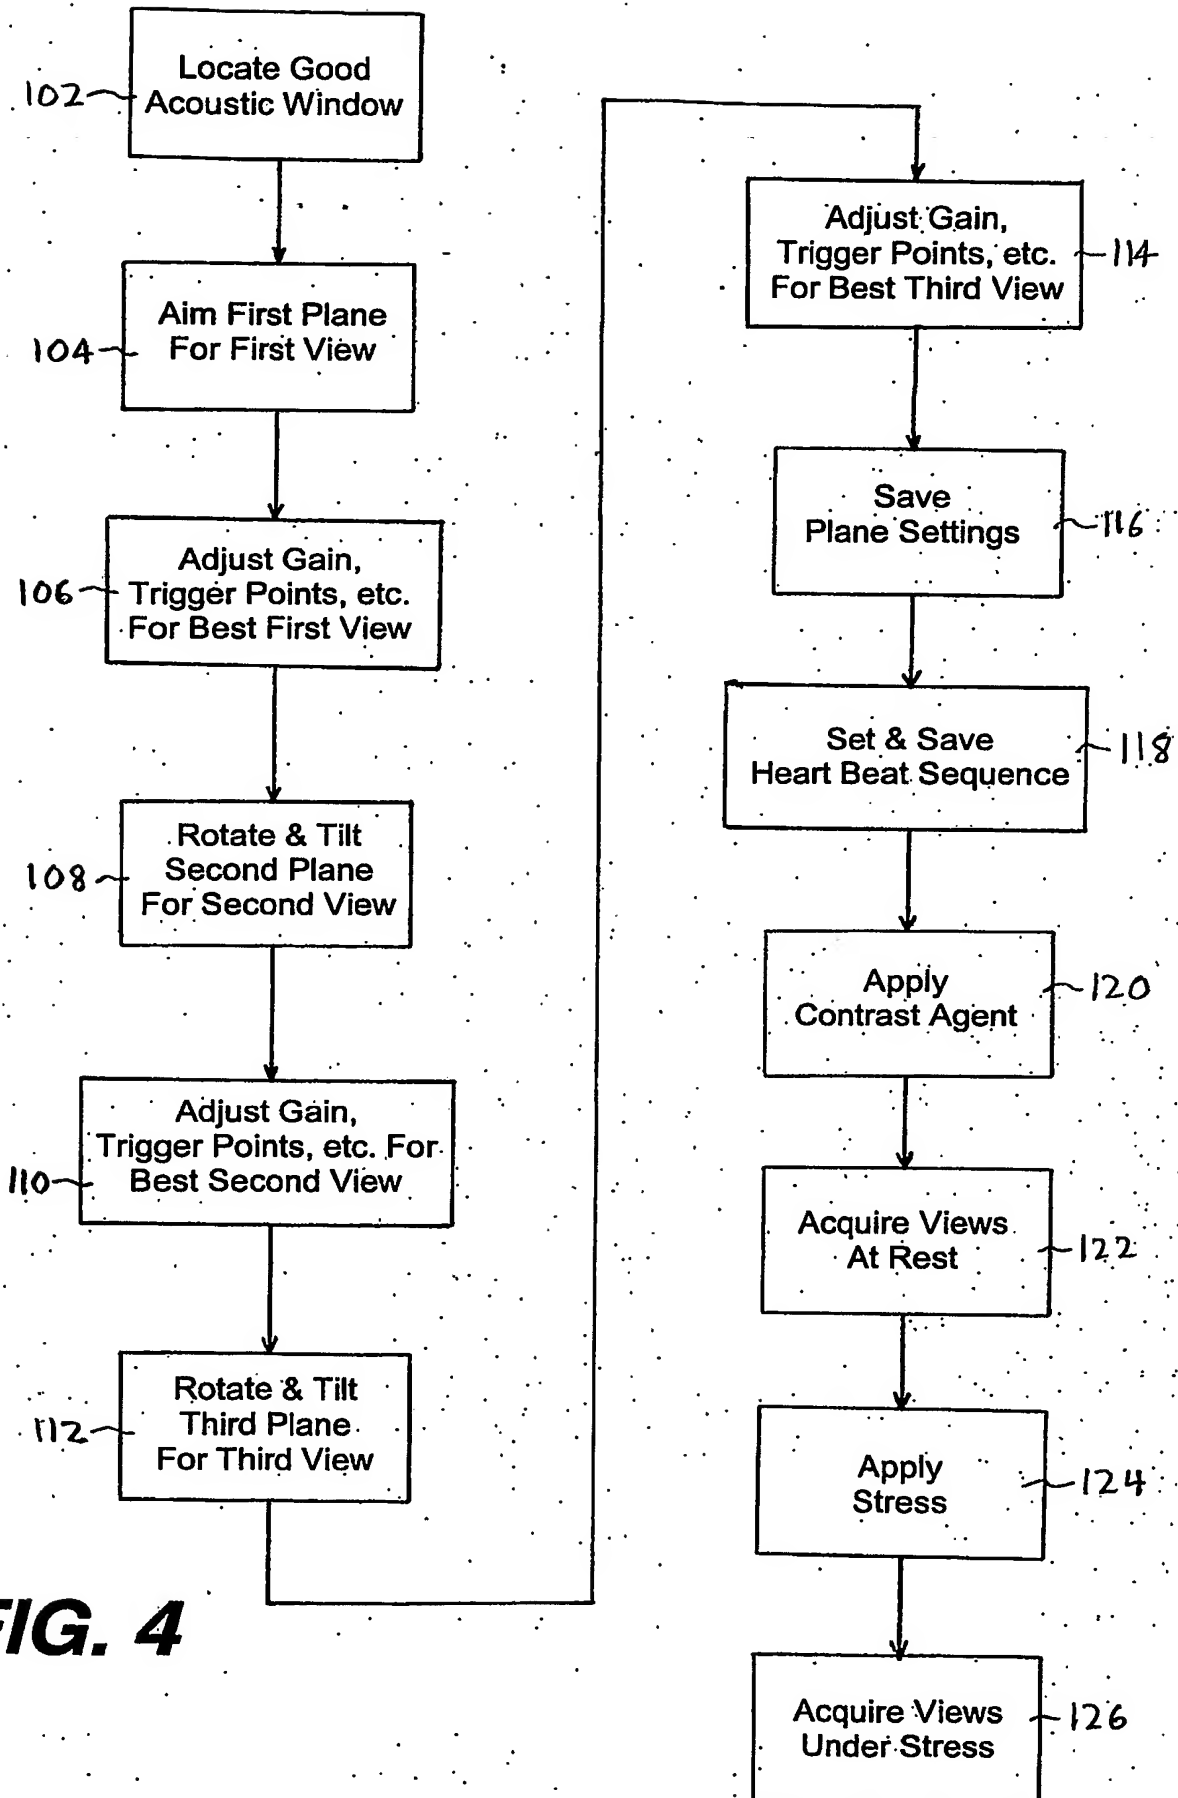 102
Locate Good
Acoustic Window
104
Aim First Plane
For First View
106
Adjust Gain,
Trigger Points, etc.
For Best First View
108
Rotate & Tilt
Second Plane
For Second View
110
Adjust Gain,
Trigger Points, etc. For
Best Second View
112
Rotate & Tilt
Third Plane
For Third View
Adjust Gain,
Trigger Points, etc.
For Best Third View
114
Save
Plane Settings
116
Set & Save
Heart Beat Sequence
118
Apply
Contrast Agent
120
Acquire Views
At Rest
122
Apply
Stress
124
Acquire Views
Under Stress
126
FIG. 4